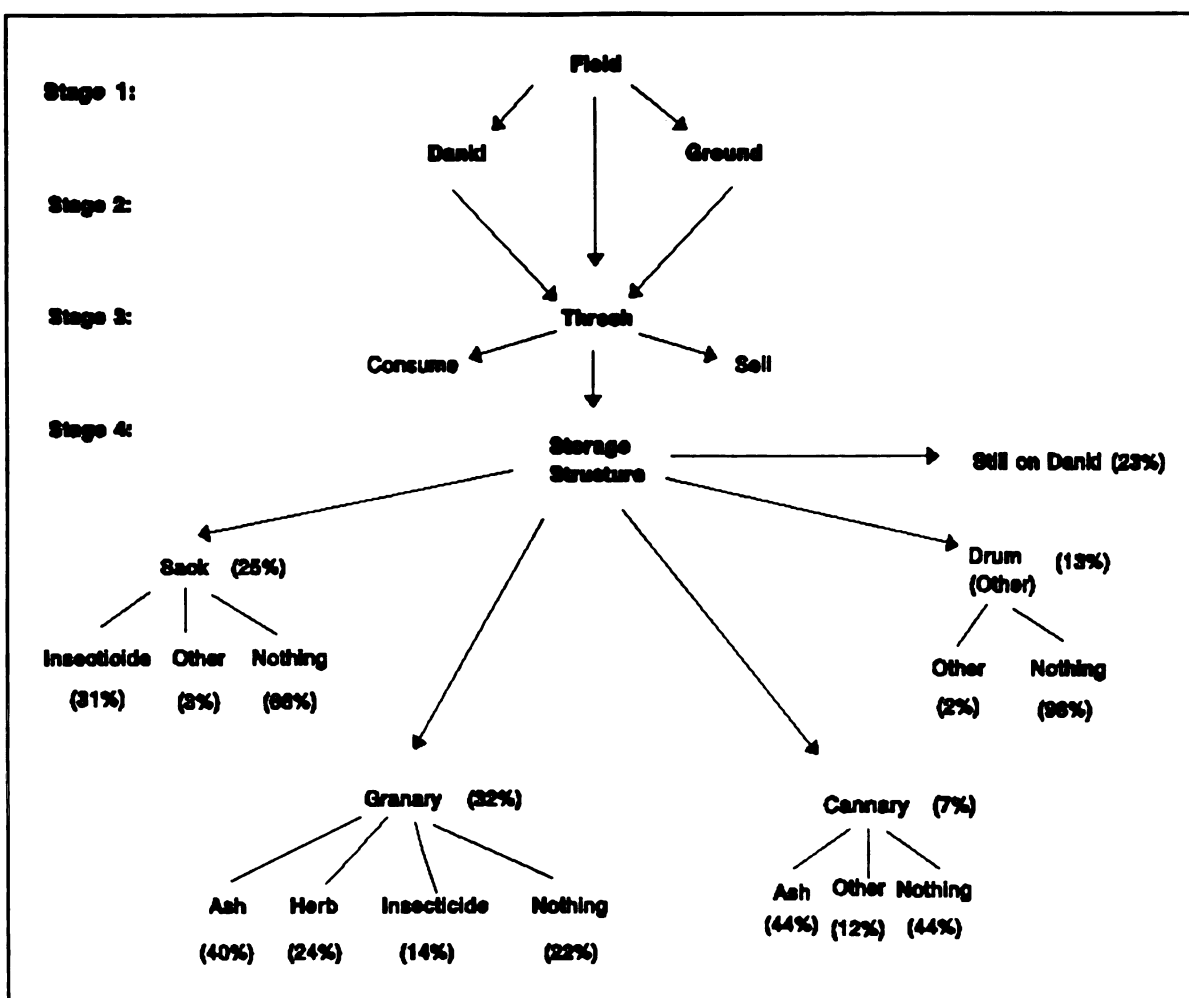 Field
Stage 1:
Danki Ground
Stage 2:
Stage 3:
Thresh
Consume Sell
Stage 4:
Storage
Structure
Still on Danki (23%)
Sack (25%)
Drum (13%)
(Other)
Insecticide Other Nothing
(31%) (3%) (66%)
Other Nothing
(2%) (98%)
Granary (32%)
Cannary (7%)
Ash Herb Insecticide Nothing
(40%) (24%) (14%) (22%)
Ash Other Nothing
(44%) (12%) (44%)